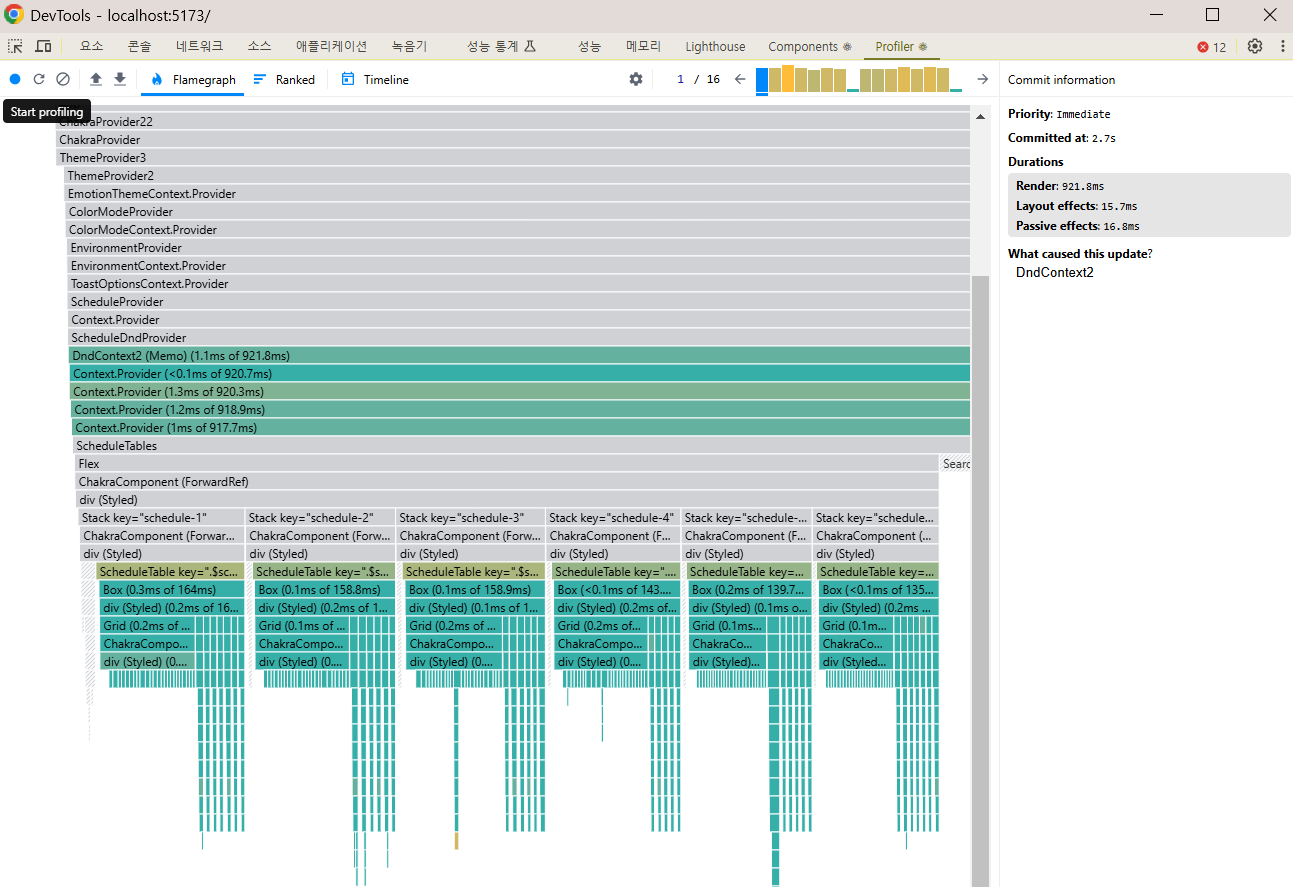 DevTools - localhost:5173/
요소 콘솔 네트워크 소스 애플리케이션 녹음기 성능 통계 성능 메모리 Lighthouse Components Profiler 12
Flamegraph Ranked Timeline 1 / 16 Commit information
Start profiling
ChakraProvider22
ChakraProvider
ThemeProvider3
ThemeProvider2
EmotionThemeContext.Provider
ColorModeProvider
ColorModeContext.Provider
EnvironmentProvider
EnvironmentContext.Provider
ToastOptionsContext.Provider
ScheduleProvider
Context.Provider
ScheduleDndProvider
DndContext2 (Memo) (1.1ms of 921.8ms)
Context.Provider (<0.1ms of 920.7ms)
Context.Provider (1.3ms of 920.3ms)
Context.Provider (1.2ms of 918.9ms)
Context.Provider (1ms of 917.7ms)
ScheduleTables
Flex Searc
ChakraComponent (ForwardRef)
div (Styled)
Stack key="schedule-1" Stack key="schedule-2" Stack key="schedule-3" Stack key="schedule-4" Stack key="schedule-... Stack key="schedule...
ChakraComponent (Forwar... ChakraComponent (Forw... ChakraComponent (Forw... ChakraComponent (F... ChakraComponent (F... ChakraComponent (...
div (Styled) div (Styled) div (Styled) div (Styled) div (Styled) div (Styled)
ScheduleTable key=".$sc... ScheduleTable key=".$s... ScheduleTable key=".$s... ScheduleTable key=".... ScheduleTable key=... ScheduleTable key=...
Box (0.3ms of 164ms) Box (0.1ms of 158.8ms) Box (0.1ms of 158.9ms) Box (<0.1ms of 143.... Box (0.2ms of 139.7... Box (<0.1ms of 135...
div (Styled) (0.2ms of 16... div (Styled) (0.2ms of 1... div (Styled) (0.1ms of 1... div (Styled) (0.2ms of... div (Styled) (0.1ms o... div (Styled) (0.2ms ...
Grid (0.2ms of ... Grid (0.1ms of ... Grid (0.2ms of ... Grid (0.2ms of... Grid (0.1ms... Grid (0.1m...
ChakraCompo... ChakraCompo... ChakraCompo... ChakraCompo... ChakraCo... ChakraCo...
div (Styled) (0.... div (Styled) (0.... div (Styled) (0.... div (Styled) (0.... div (Styled)... div (Styled...
Priority: Immediate
Committed at: 2.7s
Durations
Render: 921.8ms
Layout effects: 15.7ms
Passive effects: 16.8ms
What caused this update?
DndContext2